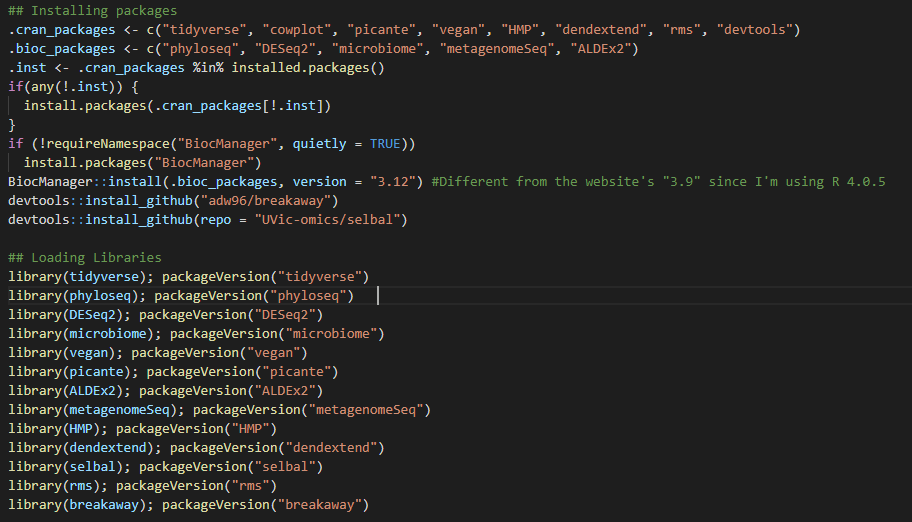 ## Installing packages
.cran_packages <- c("tidyverse", "cowplot", "picante", "vegan", "HMP", "dendextend", "rms", "devtools")
.bioc_packages <- c("phyloseq", "DESeq2", "microbiome", "metagenomeSeq", "ALDEx2")
.inst <- .cran_packages %in% installed.packages()
if(any(!.inst)) {
  install.packages(.cran_packages[!.inst])
}
if (!requireNamespace("BiocManager", quietly = TRUE))
  install.packages("BiocManager")
BiocManager::install(.bioc_packages, version = "3.12") #Different from the website's "3.9" since I'm using R 4.0.5
devtools::install_github("adw96/breakaway")
devtools::install_github(repo = "UVic-omics/selbal")

## Loading Libraries
library(tidyverse); packageVersion("tidyverse")
library(phyloseq); packageVersion("phyloseq")
library(DESeq2); packageVersion("DESeq2")
library(microbiome); packageVersion("microbiome")
library(vegan); packageVersion("vegan")
library(picante); packageVersion("picante")
library(ALDEx2); packageVersion("ALDEx2")
library(metagenomeSeq); packageVersion("metagenomeSeq")
library(HMP); packageVersion("HMP")
library(dendextend); packageVersion("dendextend")
library(selbal); packageVersion("selbal")
library(rms); packageVersion("rms")
library(breakaway); packageVersion("breakaway")